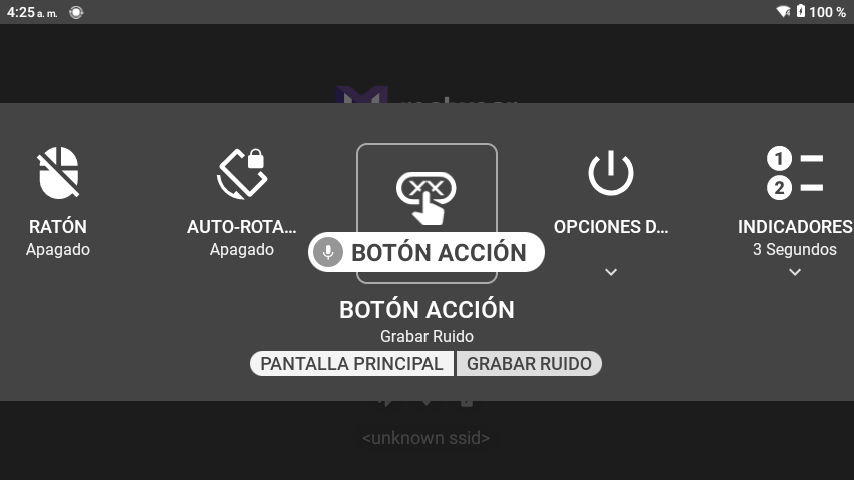 4:25 a. m.
100 %
RATÓN
Apagado
AUTO-ROTA...
Apagado
OPCIONES D...
INDICADORES
3 Segundos
BOTÓN ACCIÓN
BOTÓN ACCIÓN
Grabar Ruido
PANTALLA PRINCIPAL
GRABAR RUIDO
<unknown ssid>